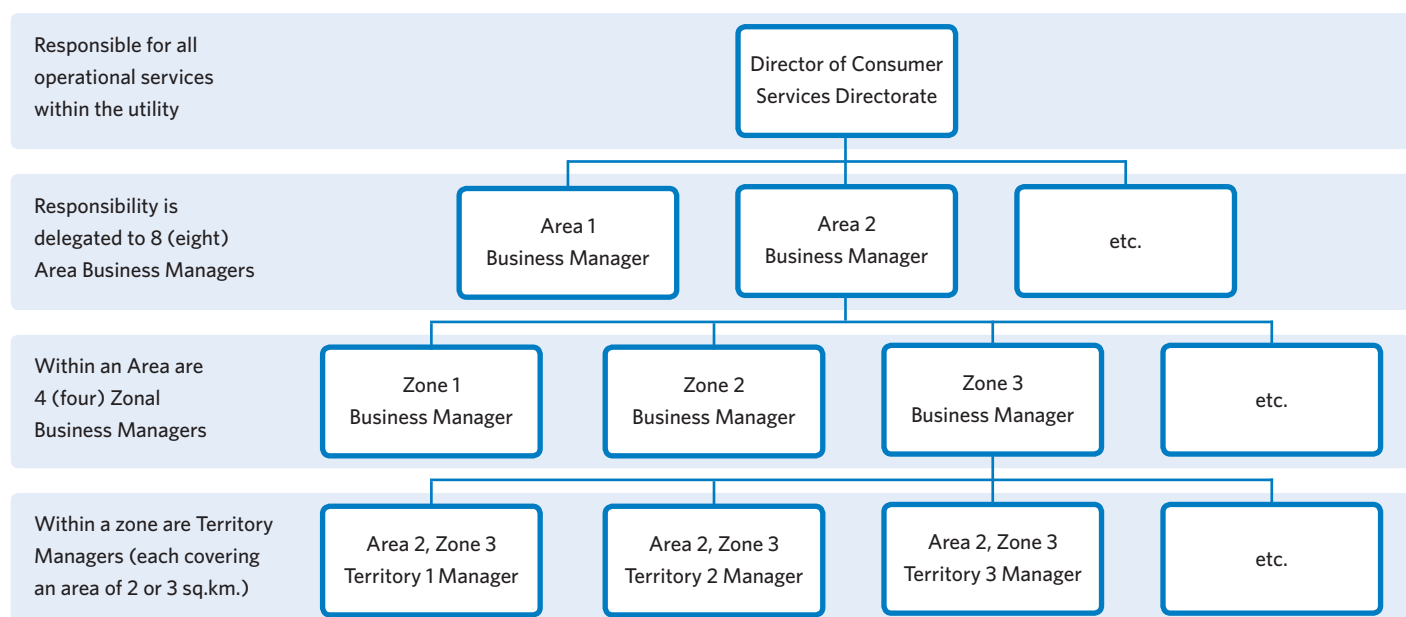 Responsible for all
operational services
within the utility
Director of Consumer
Services Directorate
Responsibility is
delegated to 8 (eight)
Area Business Managers
Area 1
Business Manager
Area 2
Business Manager
etc.
Within an Area are
4 (four) Zonal
Business Managers
Zone 1
Business Manager
Zone 2
Business Manager
Zone 3
Business Manager
etc.
Within a zone are Territory
Managers (each covering
an area of 2 or 3 sq.km.)
Area 2, Zone 3
Territory 1 Manager
Area 2, Zone 3
Territory 2 Manager
Area 2, Zone 3
Territory 3 Manager
etc.